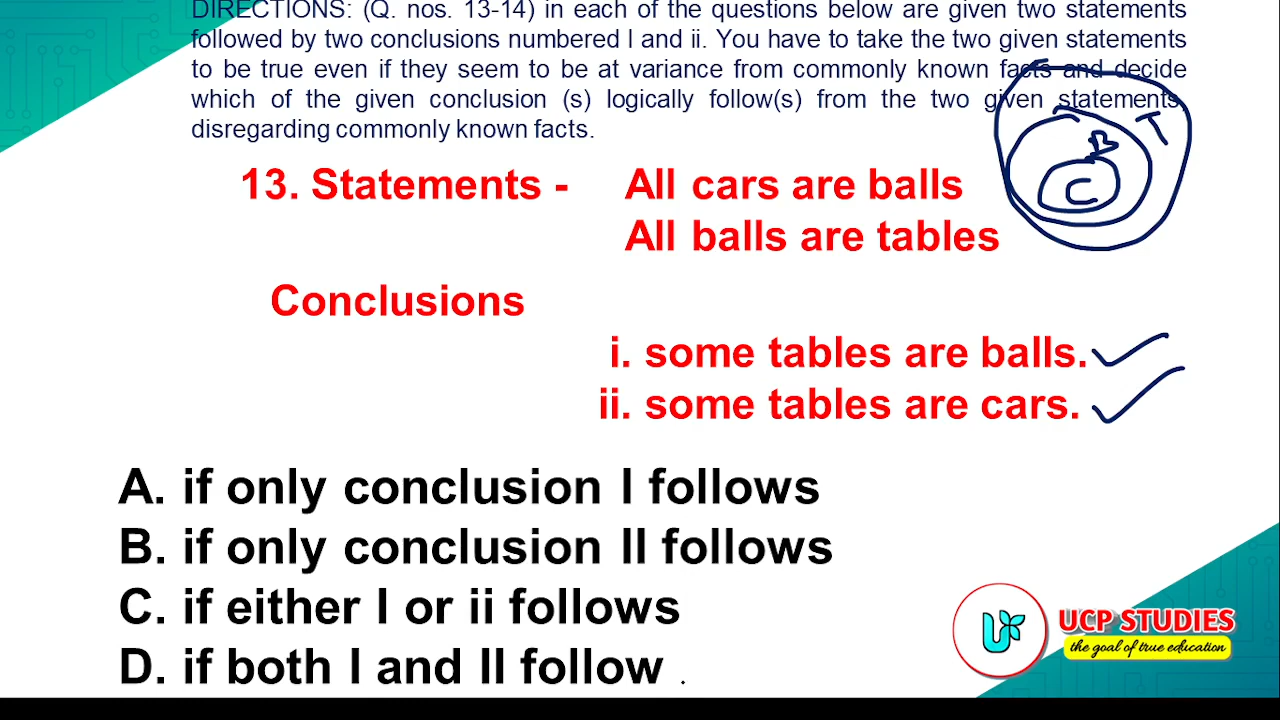 DIRECTIONS: (Q. nos. 13-14) in each of the questions below are given two statements
followed by two conclusions numbered I and ii. You have to take the two given statements
to be true even if they seem to be at variance from commonly known facts and decide
which of the given conclusion (s) logically follow(s) from the two given statements,
disregarding commonly known facts.
T
B
C
13. Statements - All cars are balls
All balls are tables
Conclusions
i. some tables are balls.
ii. some tables are cars.
A. if only conclusion I follows
B. if only conclusion II follows
C. if either I or ii follows
D. if both I and II follow .
UCP STUDIES
the goal of true education